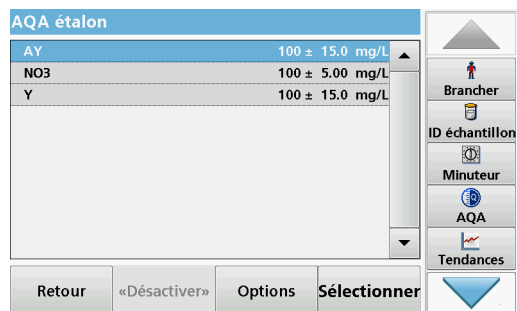 AQA étalon
AY 100 ± 15.0 mg/L
NO3 100 ± 5.00 mg/L
Y 100 ± 15.0 mg/L
Brancher
ID échantillon
Minuteur
AQA
Tendances
Retour «Désactiver» Options Sélectionner